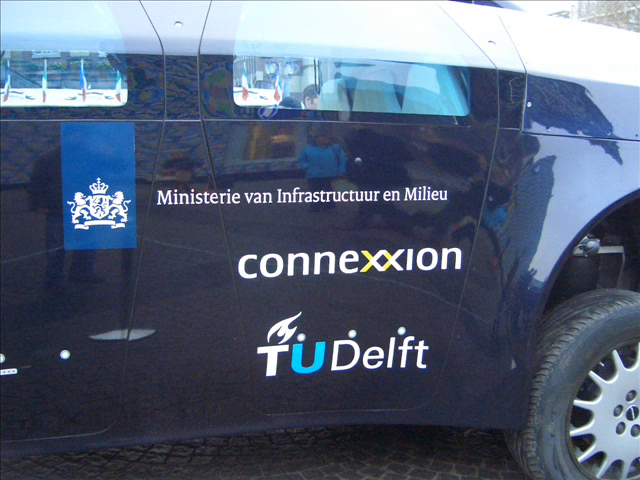 Ministerie van Infrastructuur en Milieu
connexxion
TU Delft